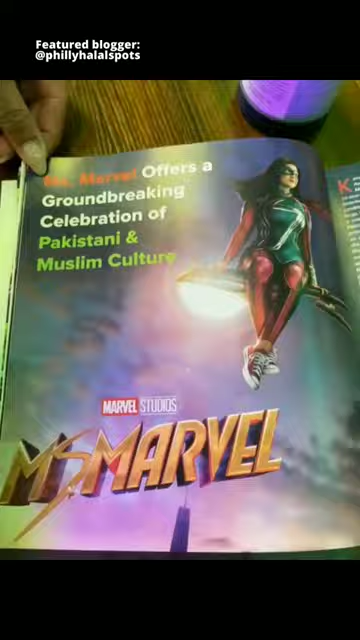 Featured blogger:
@phillyhalalspots
Ms. Marvel Offers a
Groundbreaking
Celebration of
Pakistani &
Muslim Culture
K
MARVEL STUDIOS
MS. MARVEL